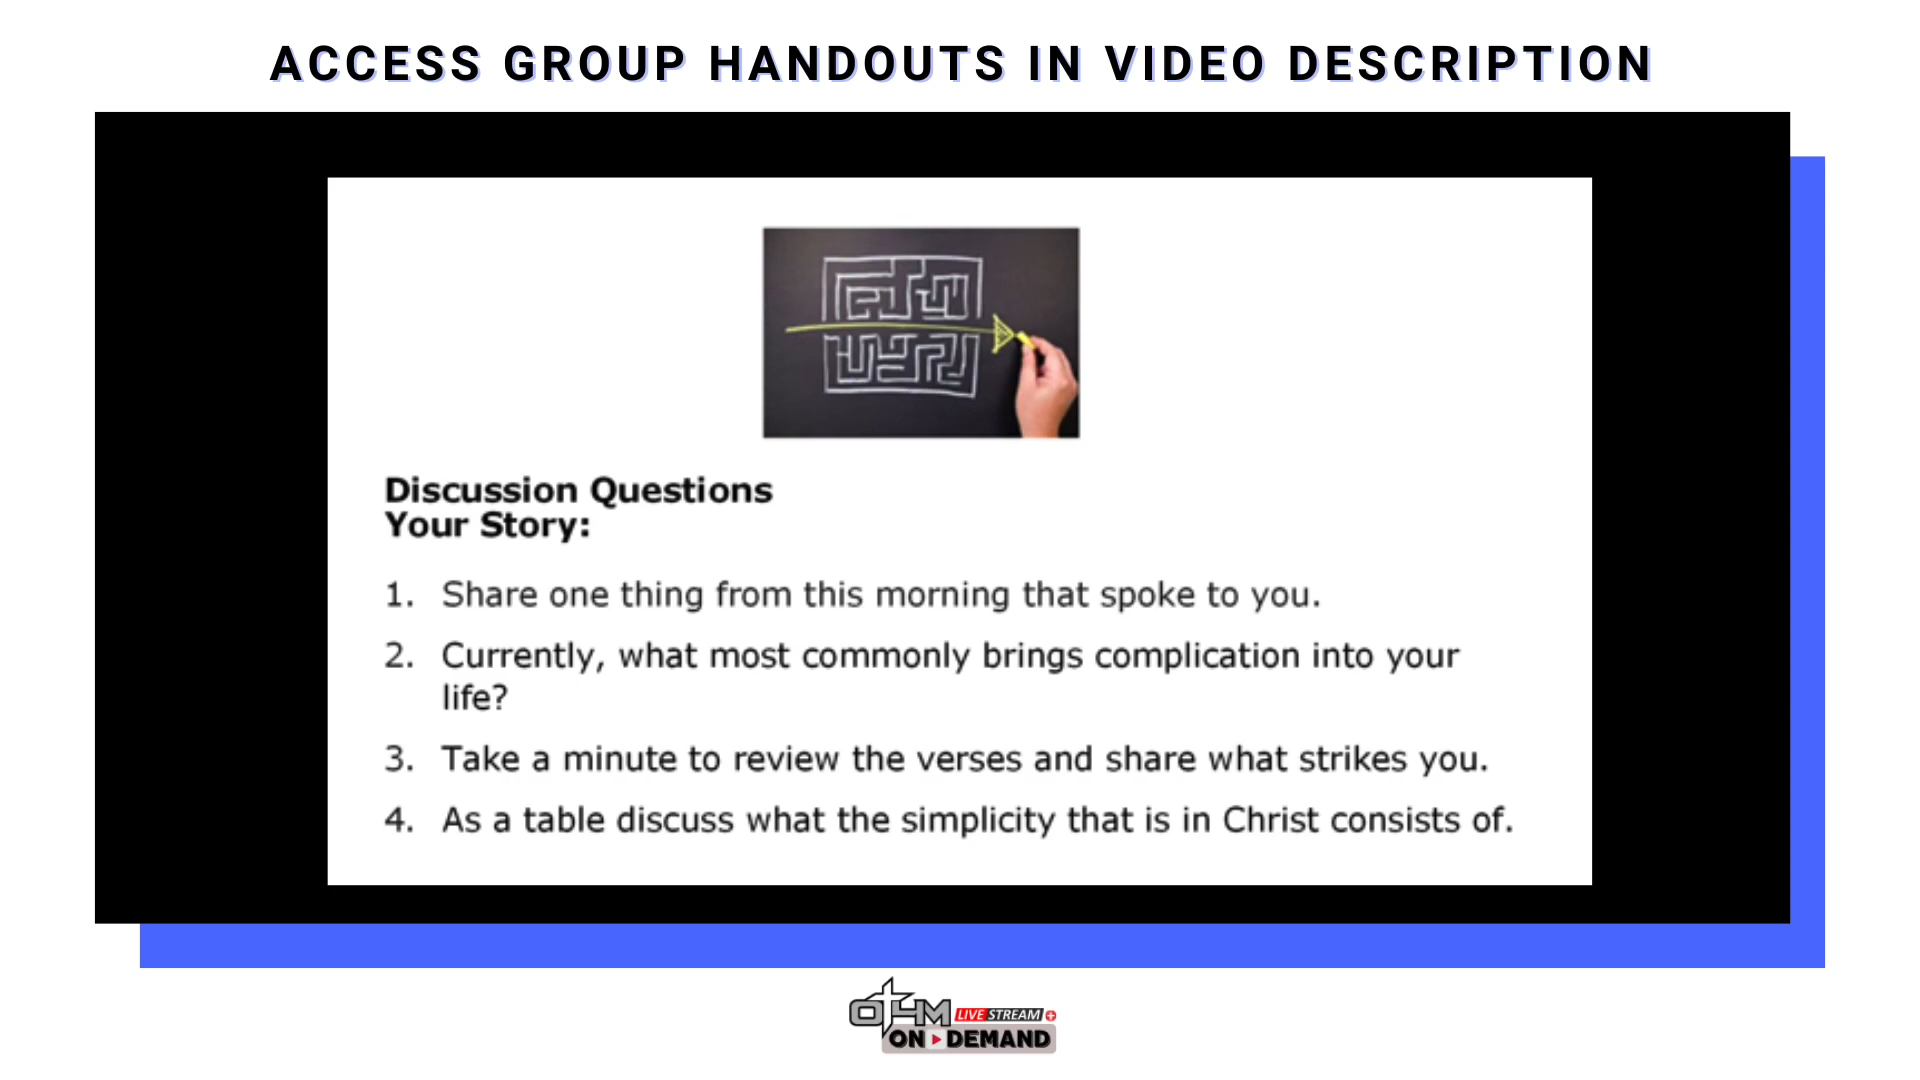 ACCESS GROUP HANDOUTS IN VIDEO DESCRIPTION
Discussion Questions
Your Story:
1. Share one thing from this morning that spoke to you.
2. Currently, what most commonly brings complication into your
life?
3. Take a minute to review the verses and share what strikes you.
4. As a table discuss what the simplicity that is in Christ consists of.
O4M LIVE STREAM +
ON DEMAND